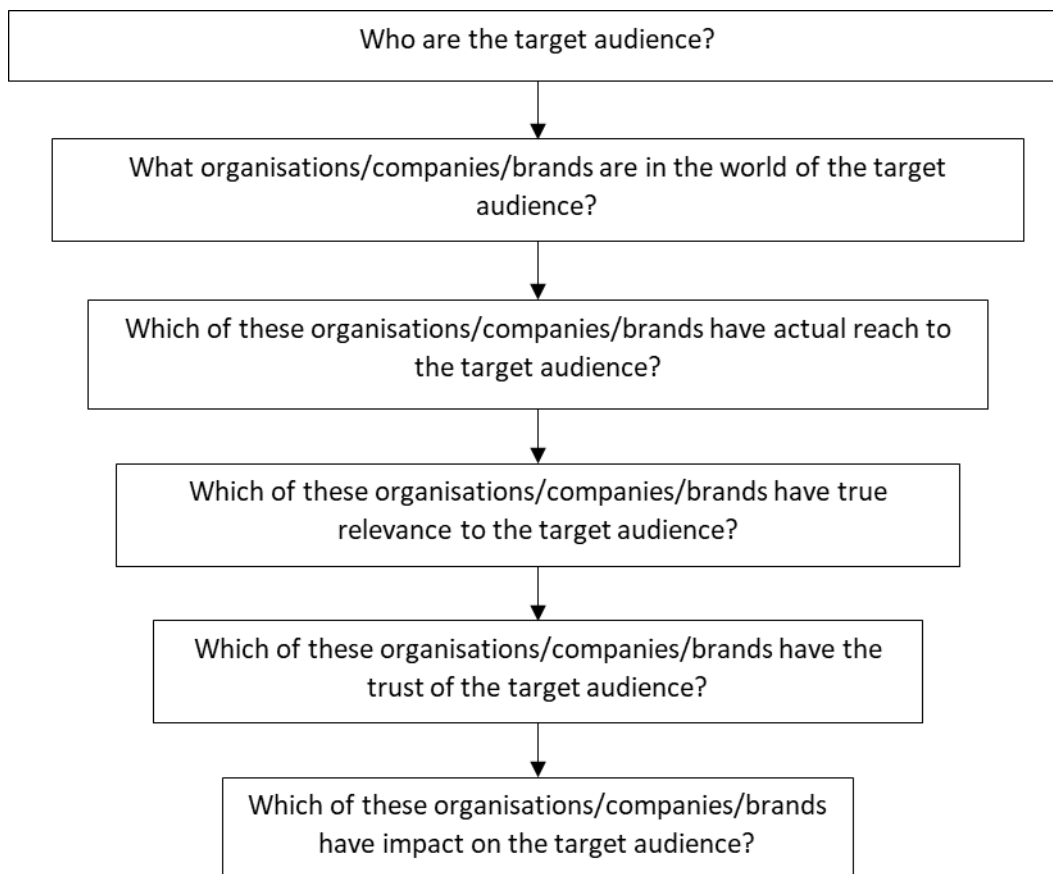 Who are the target audience?
What organisations/companies/brands are in the world of the target
audience?
Which of these organisations/companies/brands have actual reach to
the target audience?
Which of these organisations/companies/brands have true
relevance to the target audience?
Which of these organisations/companies/brands have the
trust of the target audience?
Which of these organisations/companies/brands
have impact on the target audience?